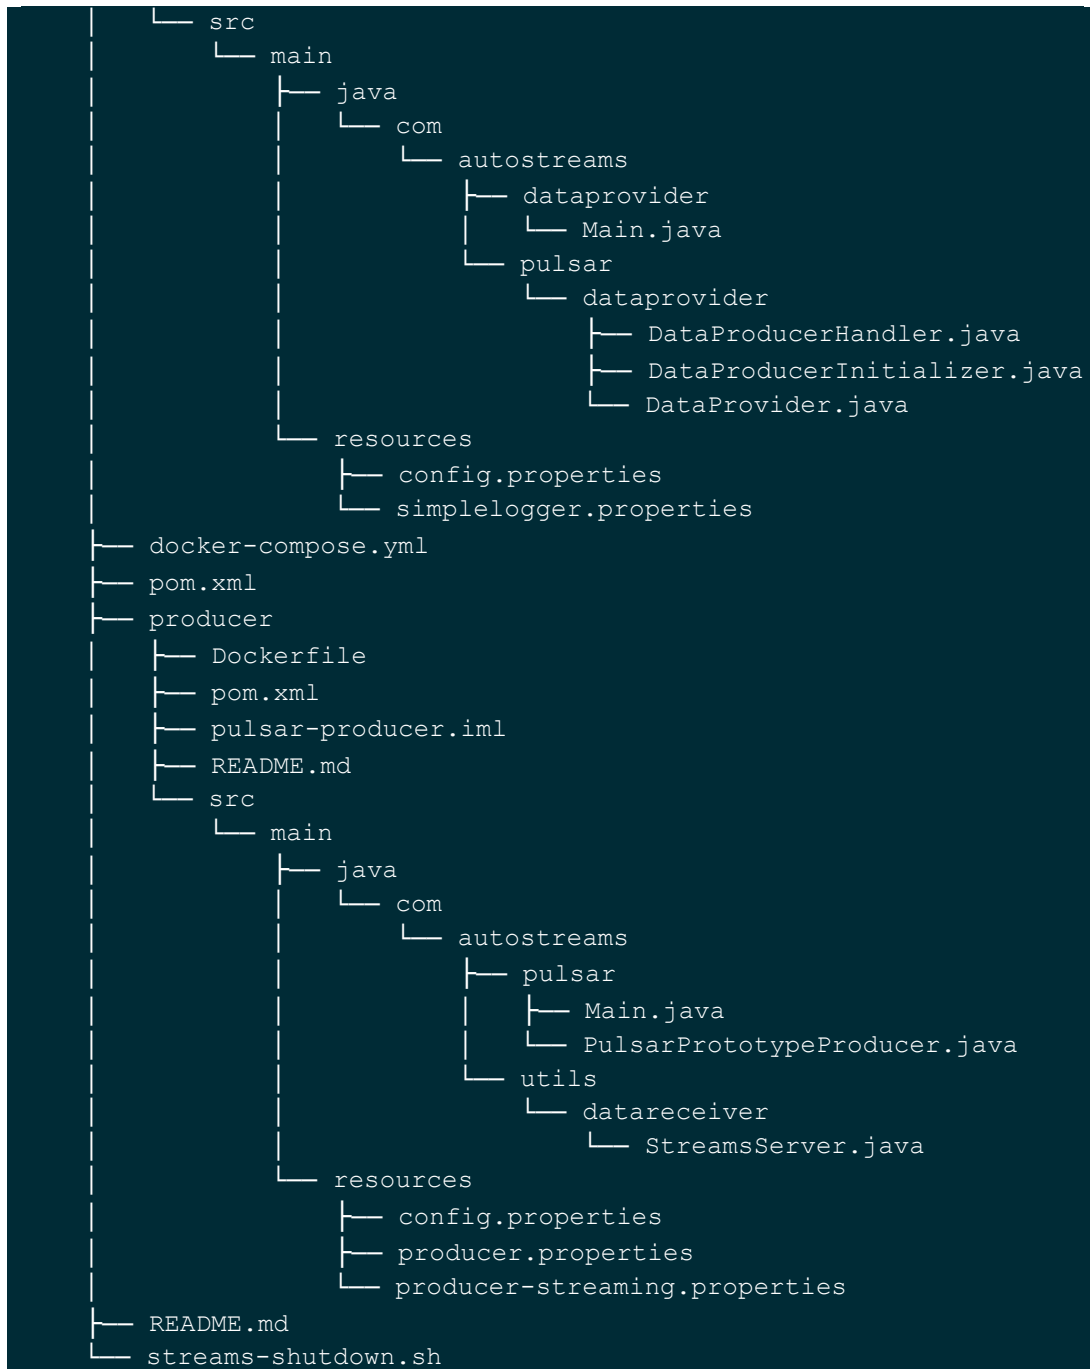 │   └── src
│       └── main
│           ├── java
│           │   └── com
│           │       └── autostreams
│           │           ├── dataprovider
│           │           │   └── Main.java
│           │           └── pulsar
│           │               └── dataprovider
│           │                   ├── DataProducerHandler.java
│           │                   ├── DataProducerInitializer.java
│           │                   └── DataProvider.java
│           └── resources
│               ├── config.properties
│               └── simplelogger.properties
├── docker-compose.yml
├── pom.xml
├── producer
│   ├── Dockerfile
│   ├── pom.xml
│   ├── pulsar-producer.iml
│   ├── README.md
│   └── src
│       └── main
│           ├── java
│           │   └── com
│           │       └── autostreams
│           │           ├── pulsar
│           │           │   ├── Main.java
│           │           │   └── PulsarPrototypeProducer.java
│           │           └── utils
│           │               └── datareceiver
│           │                   └── StreamsServer.java
│           └── resources
│               ├── config.properties
│               ├── producer.properties
│               └── producer-streaming.properties
├── README.md
└── streams-shutdown.sh